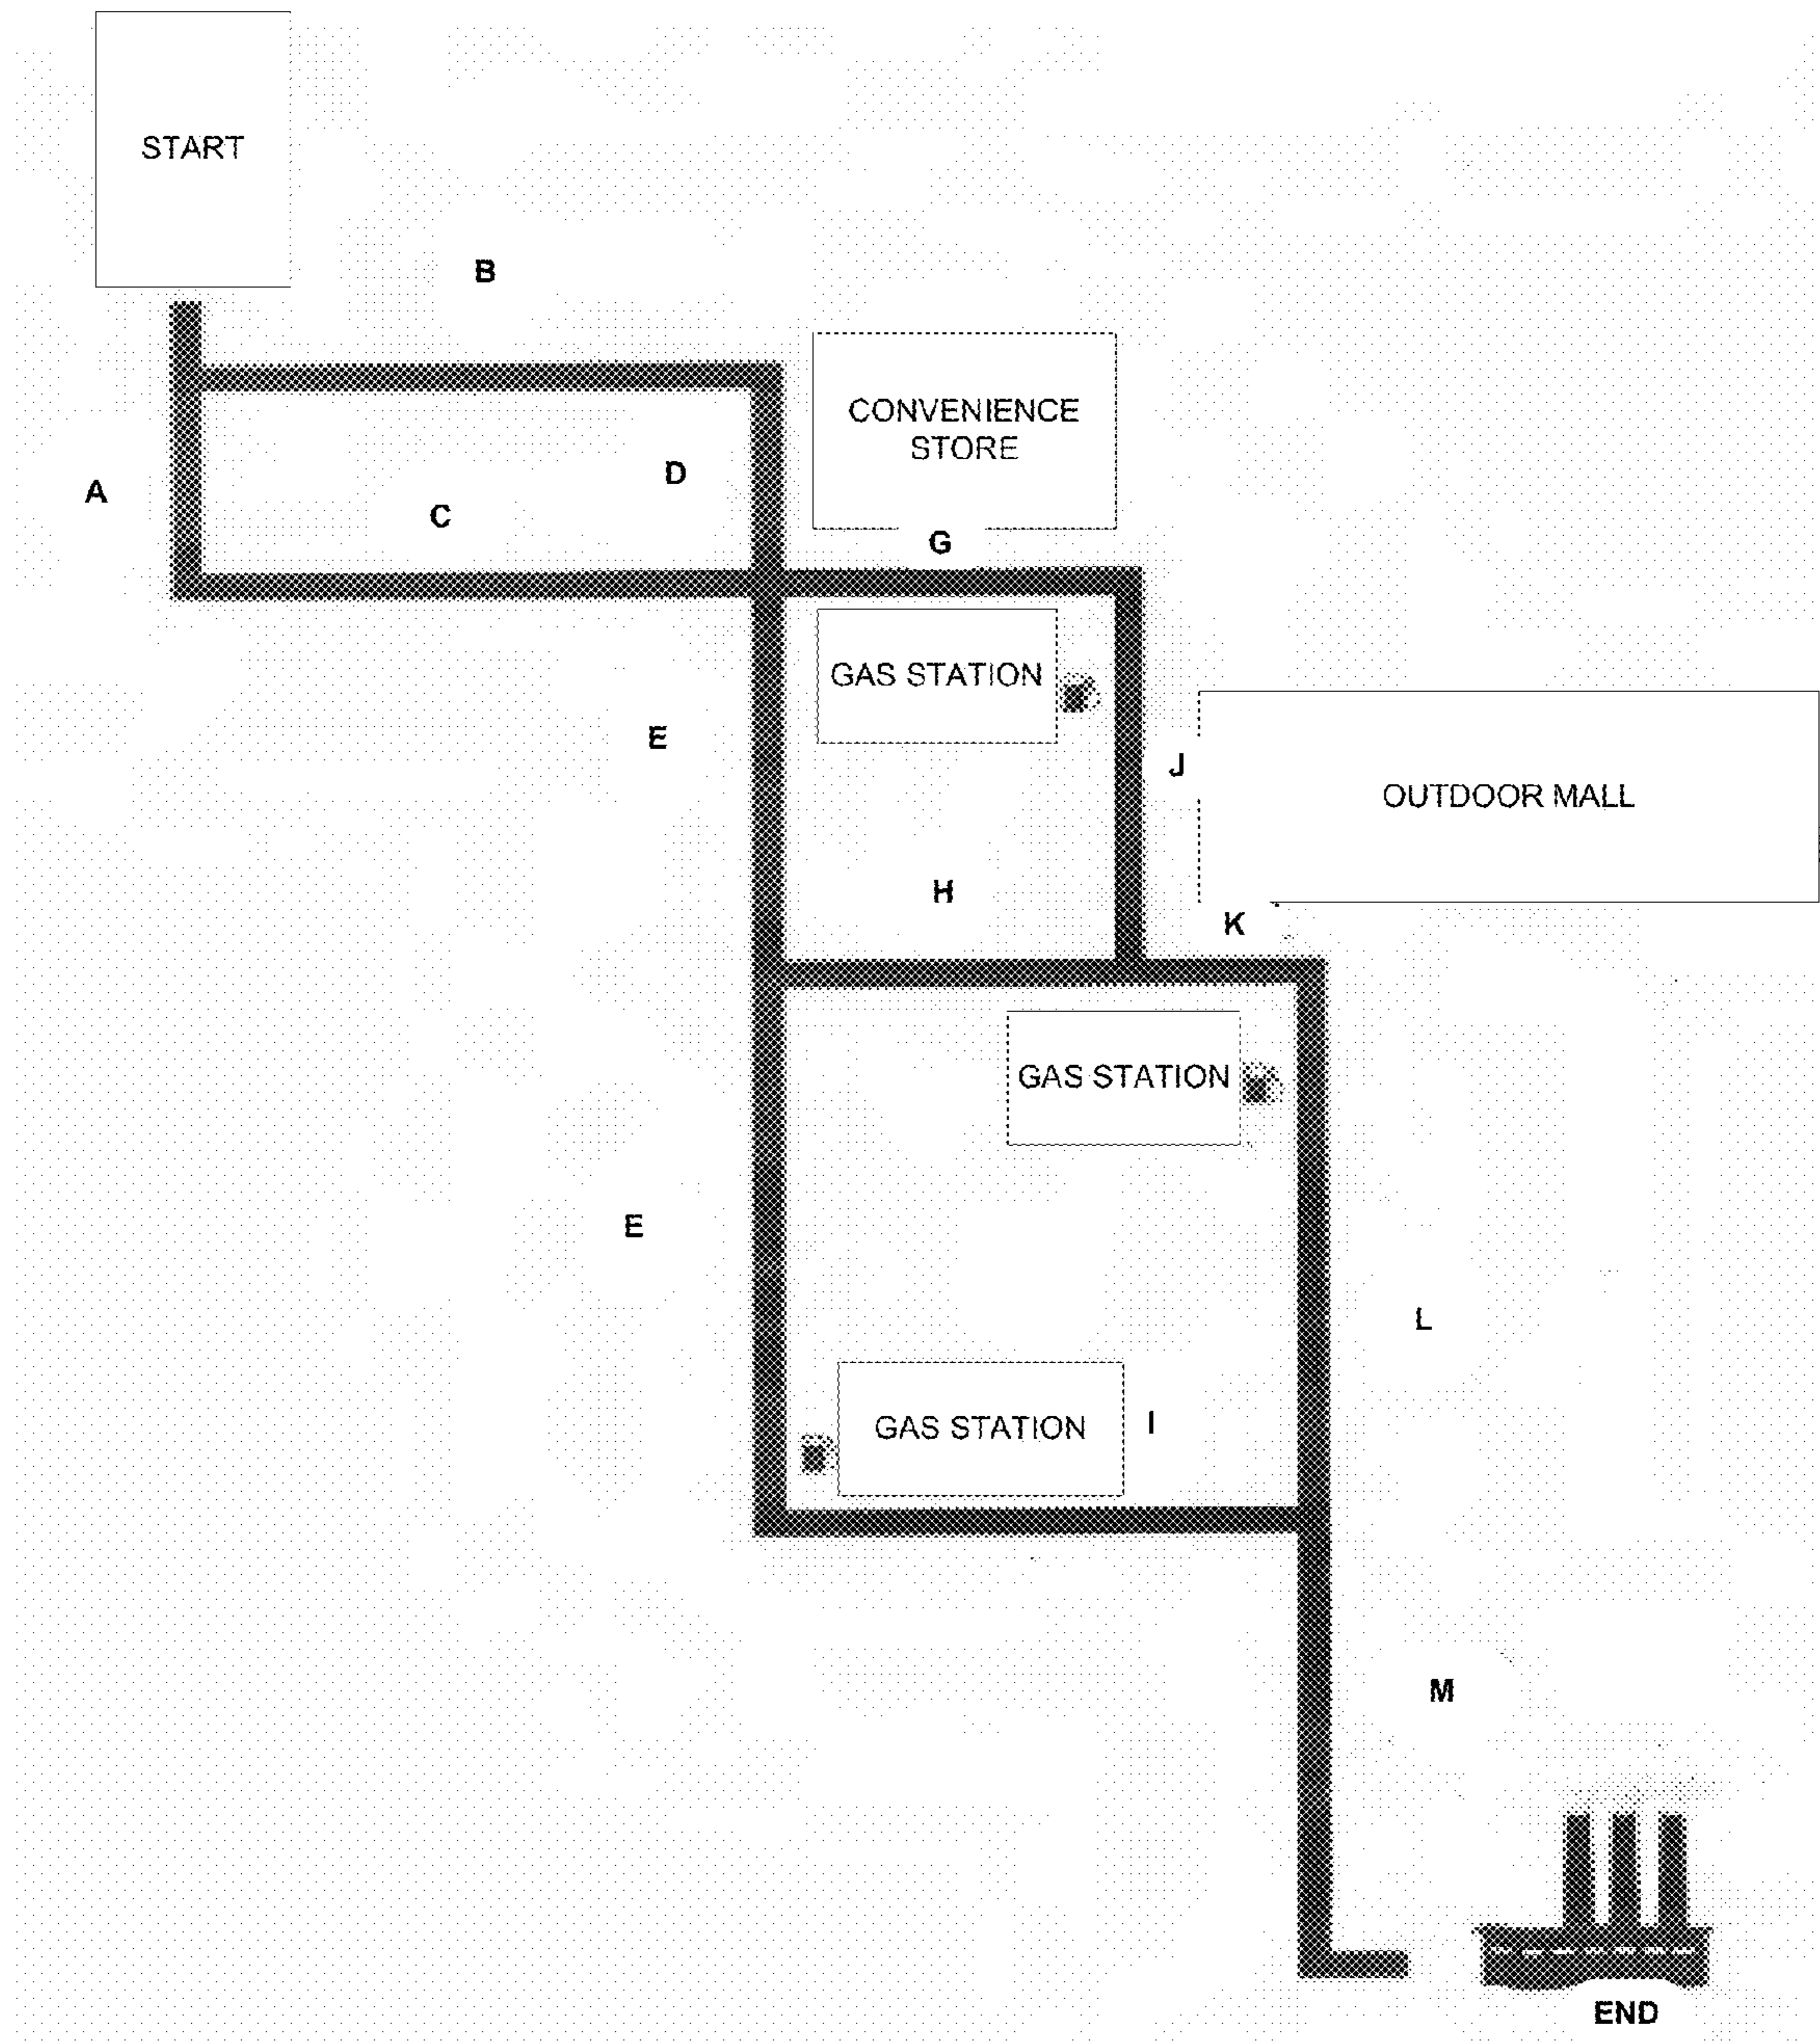 START
B
CONVENIENCE
STORE
A
D
C
G
GAS STATION
E
J
OUTDOOR MALL
H
K
GAS STATION
E
L
GAS STATION
I
M
END